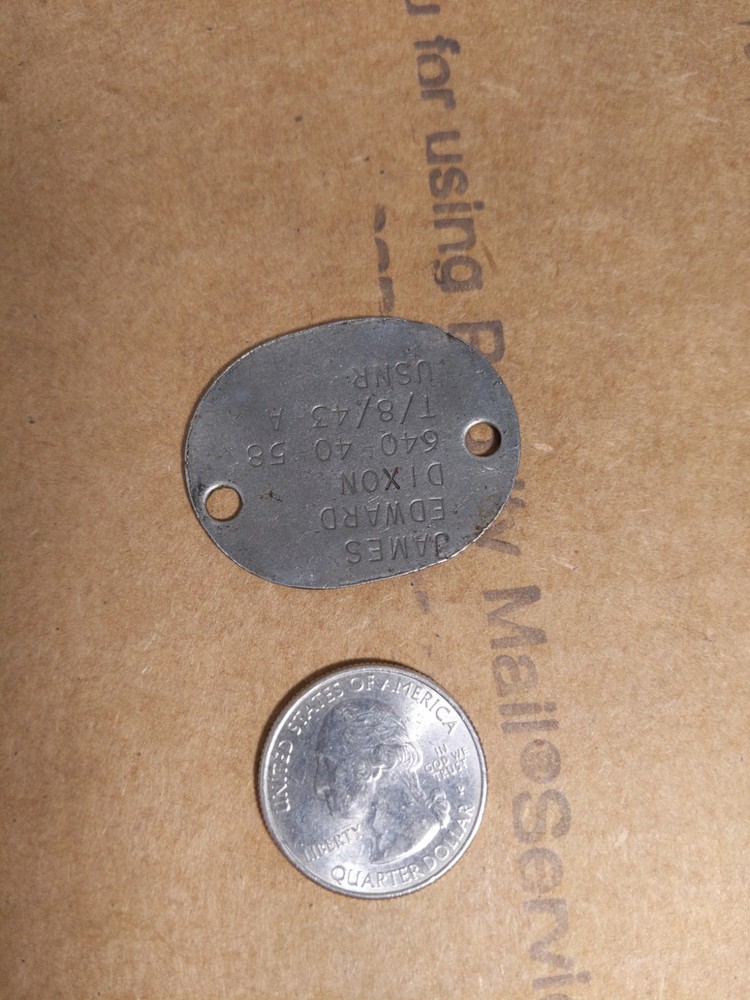 JAMES
EDWARD
DIXON
640-40-58
T/8/43 A
USNR
UNITED STATES OF AMERICA
IN
GOD WE
TRUST
LIBERTY
QUARTER DOLLAR
for using
Mail Servi